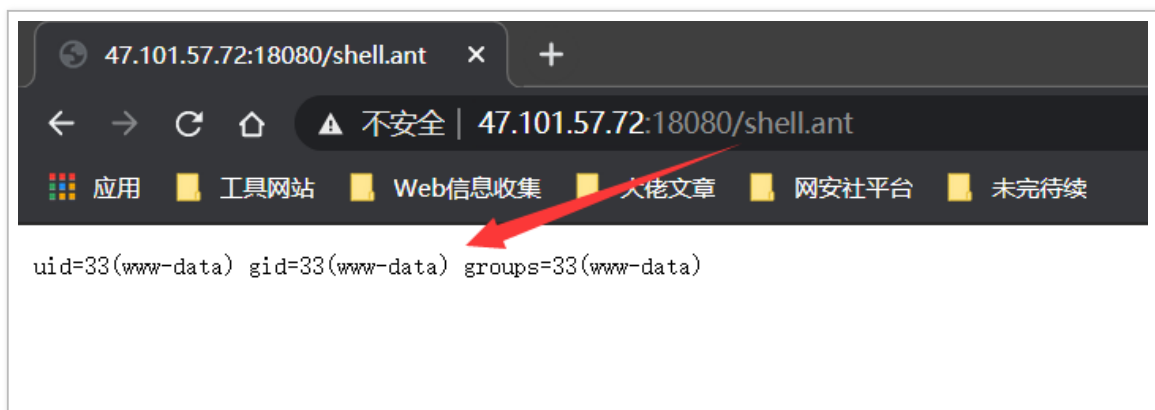 47.101.57.72:18080/shell.ant
不安全 47.101.57.72:18080/shell.ant
应用 工具网站 Web信息收集 大佬文章 网安社平台 未完待续
uid=33(www-data) gid=33(www-data) groups=33(www-data)